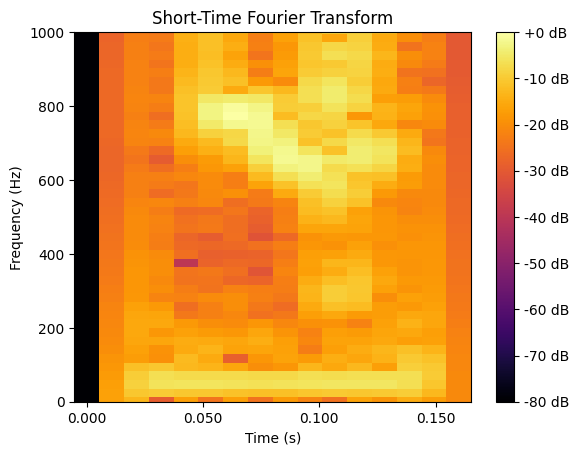 Short-Time Fourier Transform
1000
800
600
400
200
0
Frequency (Hz)
0.000
0.050
0.100
0.150
Time (s)
+0 dB
-10 dB
-20 dB
-30 dB
-40 dB
-50 dB
-60 dB
-70 dB
-80 dB